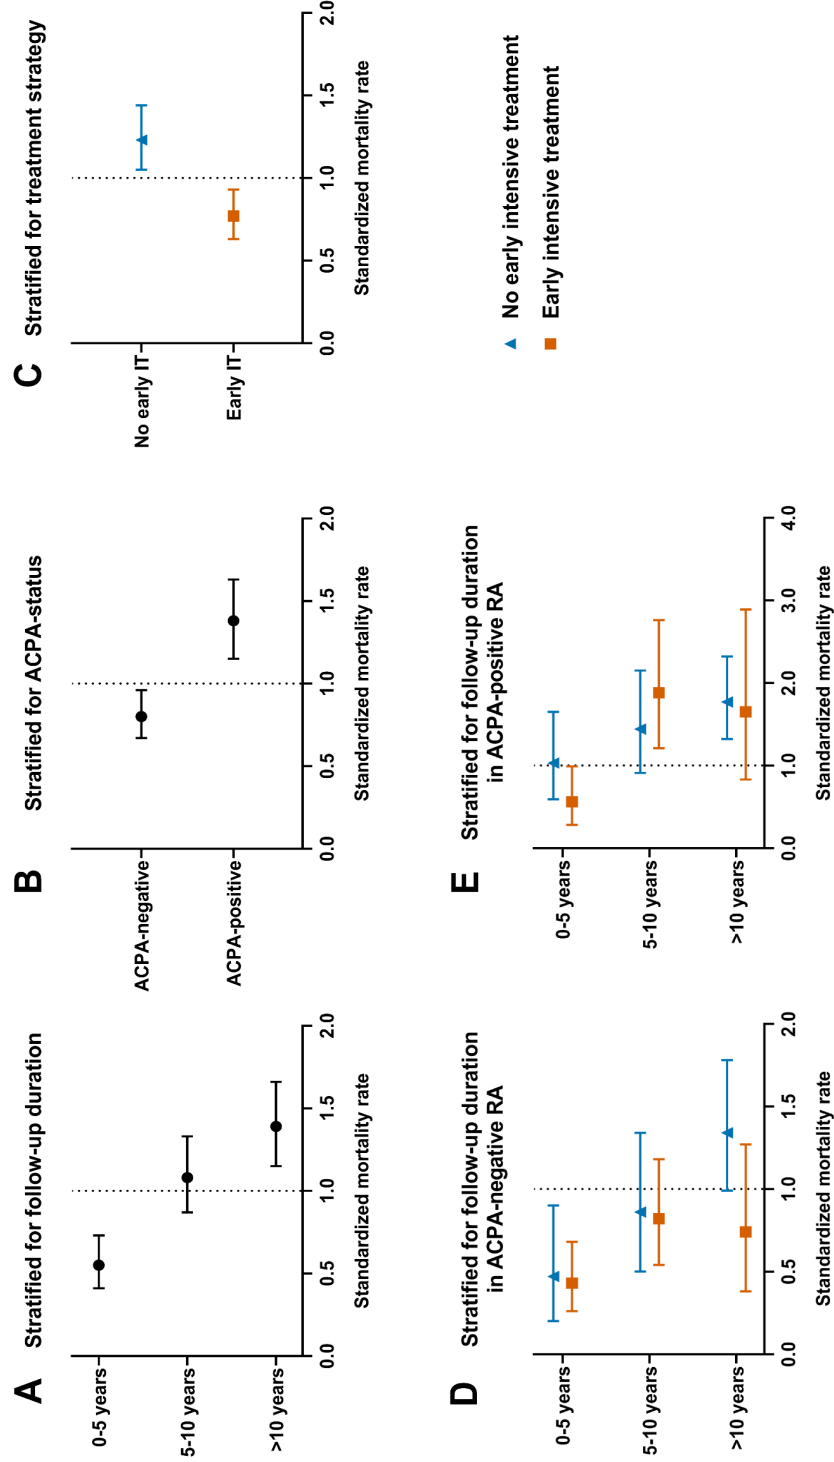 A
Stratified for follow-up duration
0-5 years
5-10 years
>10 years
0.0 0.5 1.0 1.5 2.0
Standardized mortality rate
B
Stratified for ACPA-status
ACPA-negative
ACPA-positive
0.0 0.5 1.0 1.5 2.0
Standardized mortality rate
C
Stratified for treatment strategy
No early IT
Early IT
0.0 0.5 1.0 1.5 2.0
Standardized mortality rate
D
Stratified for follow-up duration
in ACPA-negative RA
0-5 years
5-10 years
>10 years
0.0 0.5 1.0 1.5 2.0
Standardized mortality rate
E
Stratified for follow-up duration
in ACPA-positive RA
0-5 years
5-10 years
>10 years
0.0 1.0 2.0 3.0 4.0
Standardized mortality rate
No early intensive treatment
Early intensive treatment